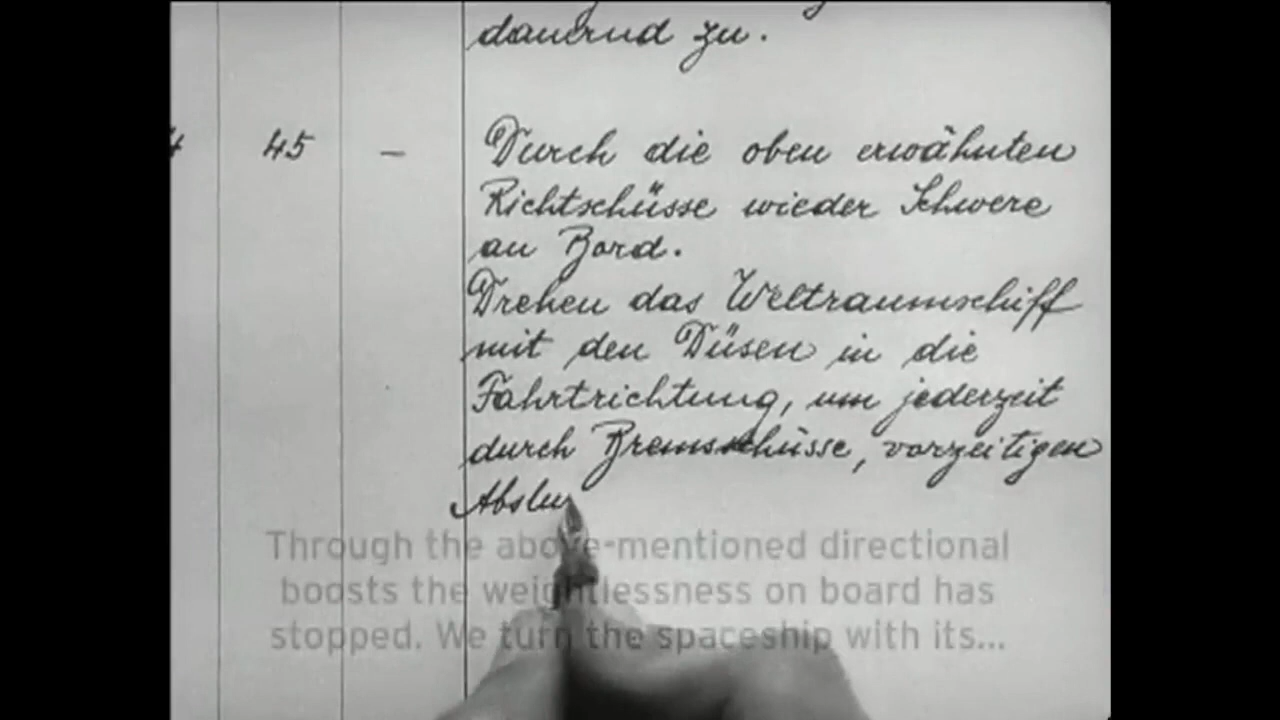 dauernd zu.
4 45 — Durch die oben erwähnten
Richtschüsse wieder Schwere
an Bord.
Drehen das Weltraumschiff
mit den Düsen in die
Fahrtrichtung, um jederzeit
durch Bremsschüsse, vorzeitigen
Through the above-mentioned directional
boosts the weightlessness on board has
stopped. We turn the spaceship with its...